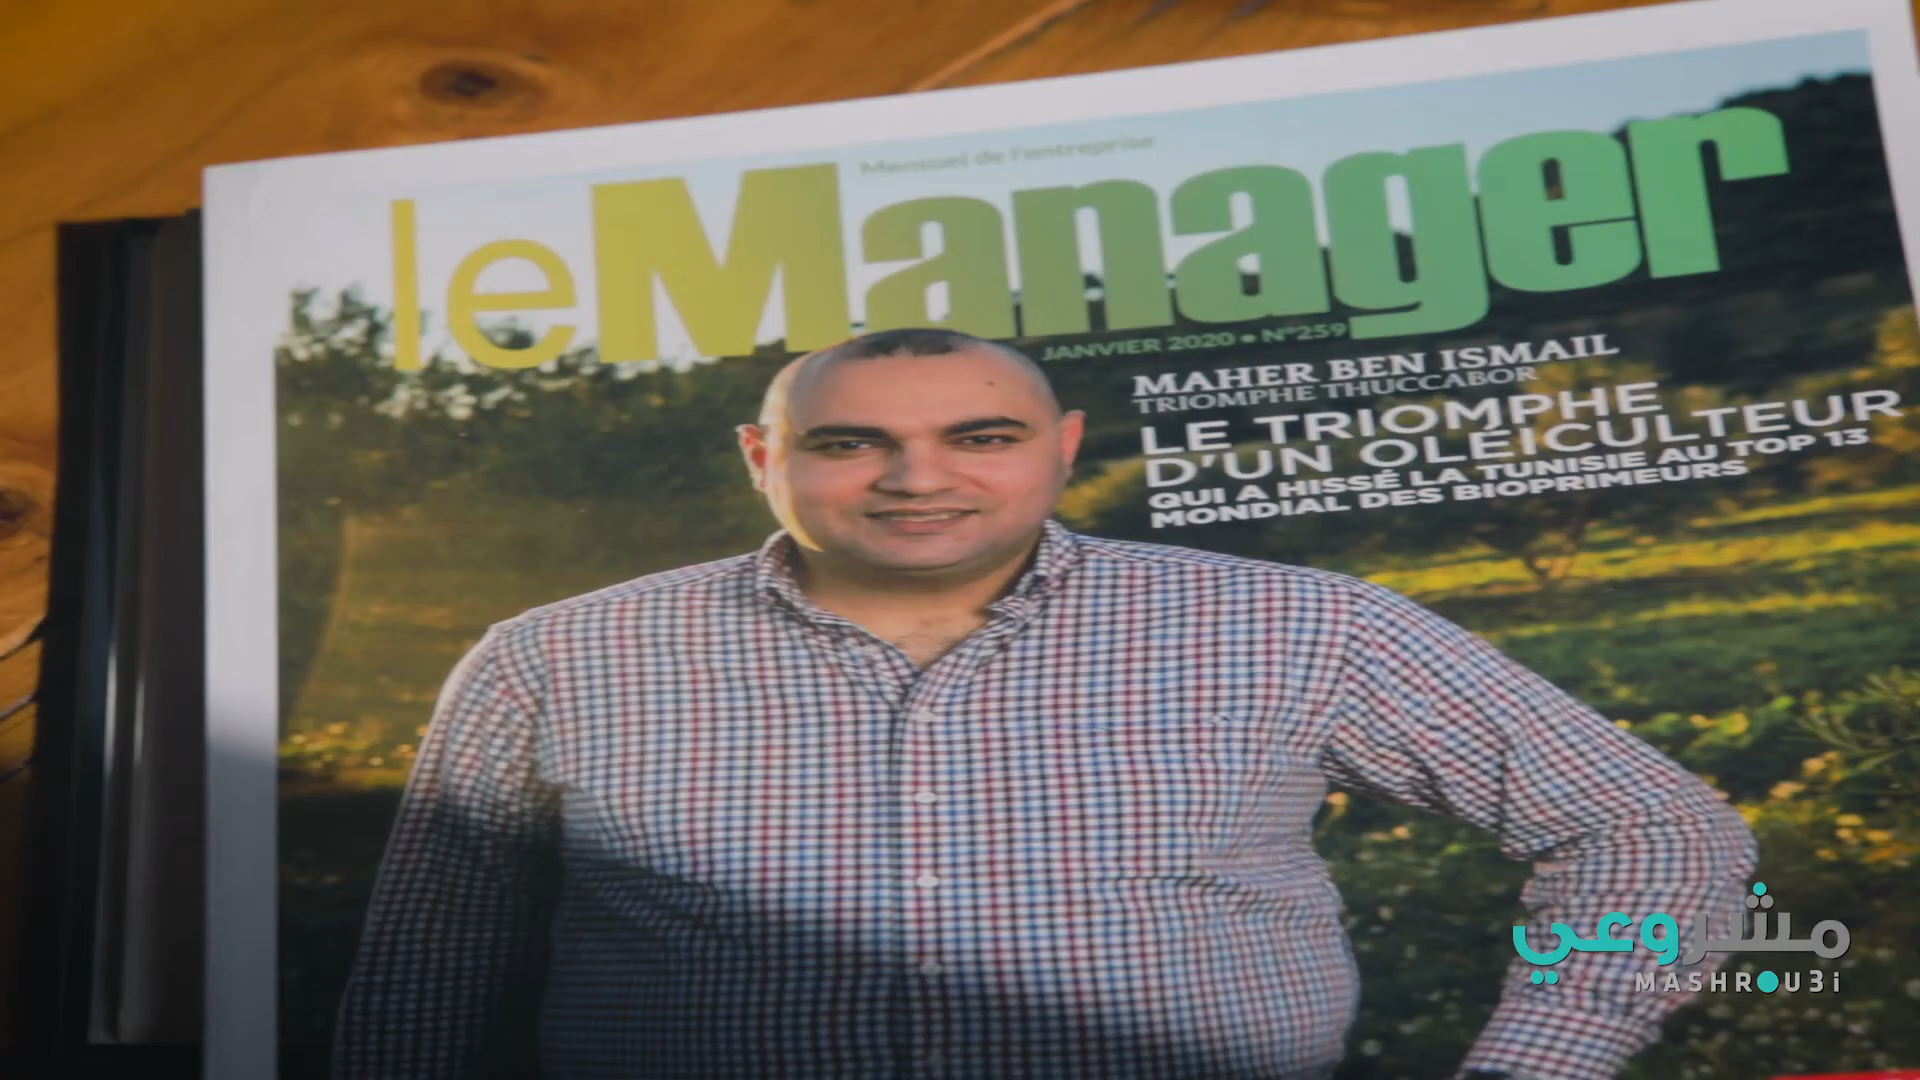 Mensuel de l'entreprise
leManager
JANVIER 2020 • N°259
MAHER BEN ISMAIL
TRIOMPHE THUCCABOR
LE TRIOMPHE
D'UN OLÉICULTEUR
QUI A HISSÉ LA TUNISIE AU TOP 13
MONDIAL DES BIOPRIMEURS
مشروعي
MASHROU3i